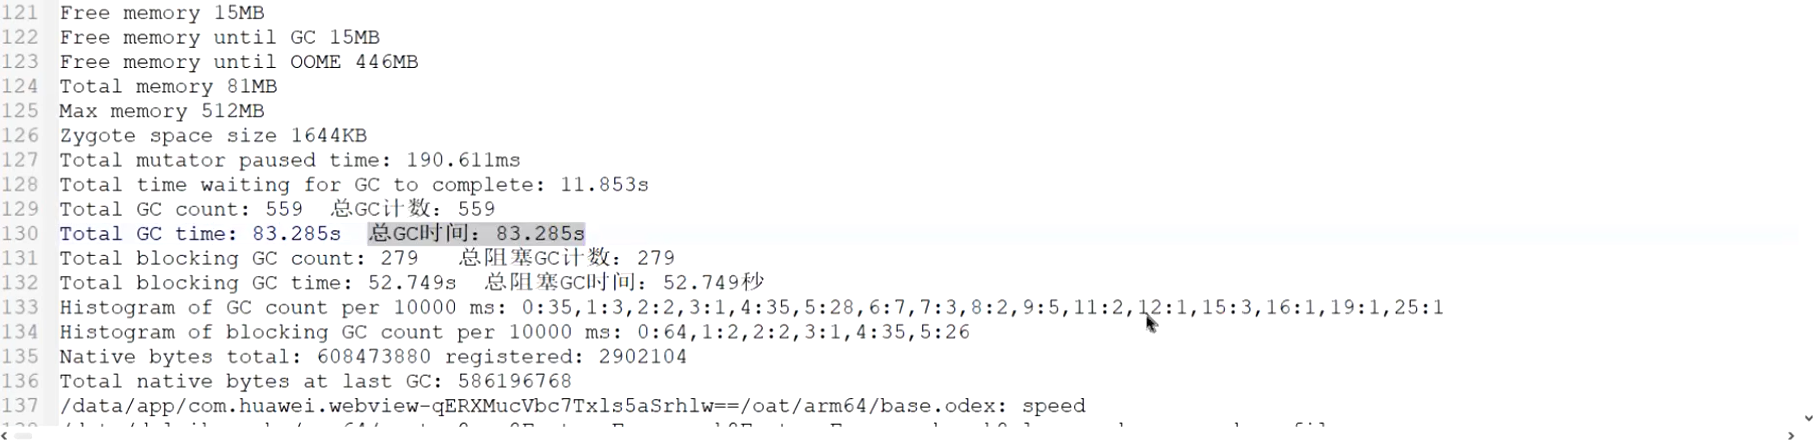 121 Free memory 15MB
122 Free memory until GC 15MB
123 Free memory until OOME 446MB
124 Total memory 81MB
125 Max memory 512MB
126 Zygote space size 1644KB
127 Total mutator paused time: 190.611ms
128 Total time waiting for GC to complete: 11.853s
129 Total GC count: 559 总GC计数：559
130 Total GC time: 83.285s 总GC时间：83.285s
131 Total blocking GC count: 279 总阻塞GC计数：279
132 Total blocking GC time: 52.749s 总阻塞GC时间：52.749秒
133 Histogram of GC count per 10000 ms: 0:35,1:3,2:2,3:1,4:35,5:28,6:7,7:3,8:2,9:5,11:2,12:1,15:3,16:1,19:1,25:1
134 Histogram of blocking GC count per 10000 ms: 0:64,1:2,2:2,3:1,4:35,5:26
135 Native bytes total: 608473880 registered: 2902104
136 Total native bytes at last GC: 586196768
137 /data/app/com.huawei.webview-qERXMucVbc7Txls5aSrhlw==/oat/arm64/base.odex: speed